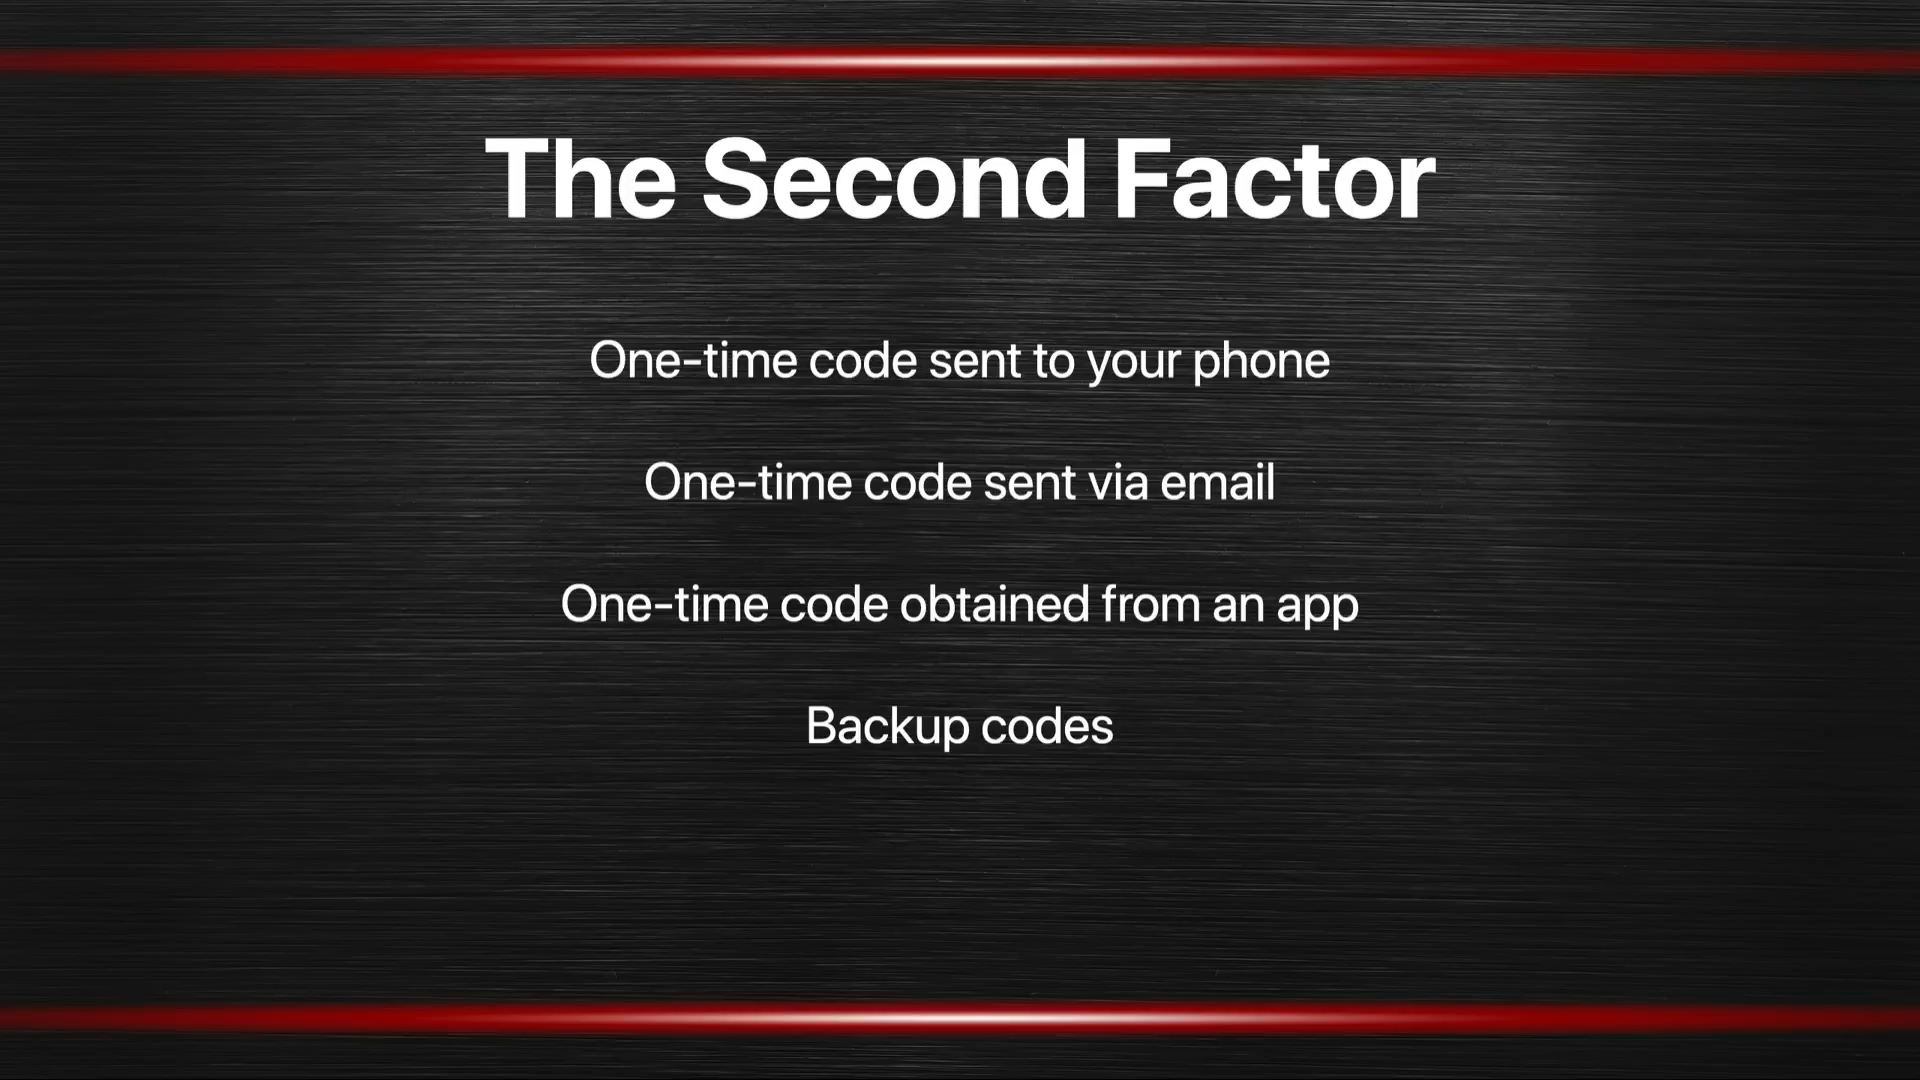 The Second Factor
One-time code sent to your phone
One-time code sent via email
One-time code obtained from an app
Backup codes